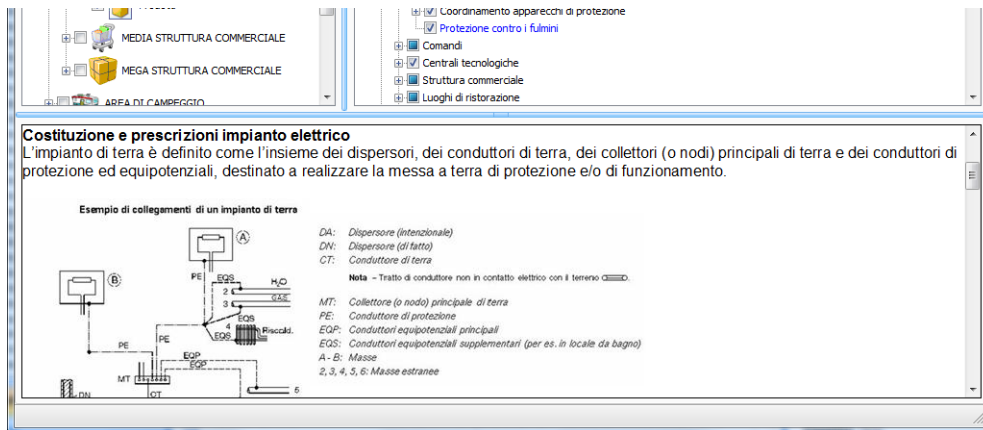 Prodotti
MEDIA STRUTTURA COMMERCIALE
MEGA STRUTTURA COMMERCIALE
AREA DI CAMPEGGIO
Coordinamento apparecchi di protezione
Protezione contro i fulmini
Comandi
Centrali tecnologiche
Struttura commerciale
Luoghi di ristorazione
Costituzione e prescrizioni impianto elettrico
L'impianto di terra è definito come l'insieme dei dispersori, dei conduttori di terra, dei collettori (o nodi) principali di terra e dei conduttori di
protezione ed equipotenziali, destinato a realizzare la messa a terra di protezione e/o di funzionamento.
Esempio di collegamenti di un impianto di terra
A
B
PE
EQS
H₂O
2
GAS
3
EQS
4
Riscald.
EQS
PE
PE
EQP
EQP
MT
5
DN
CT
DA: Dispersore (intenzionale)
DN: Dispersore (di fatto)
CT: Conduttore di terra
Nota – Tratto di conduttore non in contatto elettrico con il terreno
MT: Collettore (o nodo) principale di terra
PE: Conduttore di protezione
EQP: Conduttori equipotenziali principali
EQS: Conduttori equipotenziali supplementari (per es. in locale da bagno)
A - B: Masse
2, 3, 4, 5, 6: Masse estranee